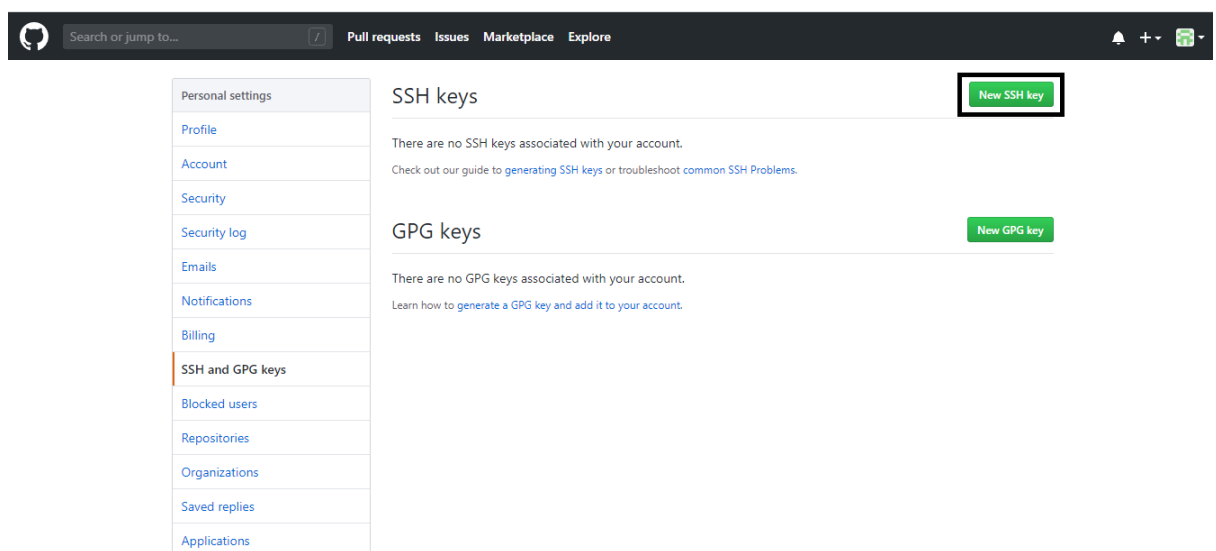 Search or jump to... /
Pull requests Issues Marketplace Explore
Personal settings
Profile
Account
Security
Security log
Emails
Notifications
Billing
SSH and GPG keys
Blocked users
Repositories
Organizations
Saved replies
Applications
SSH keys
New SSH key
There are no SSH keys associated with your account.
Check out our guide to generating SSH keys or troubleshoot common SSH Problems.
GPG keys
New GPG key
There are no GPG keys associated with your account.
Learn how to generate a GPG key and add it to your account.